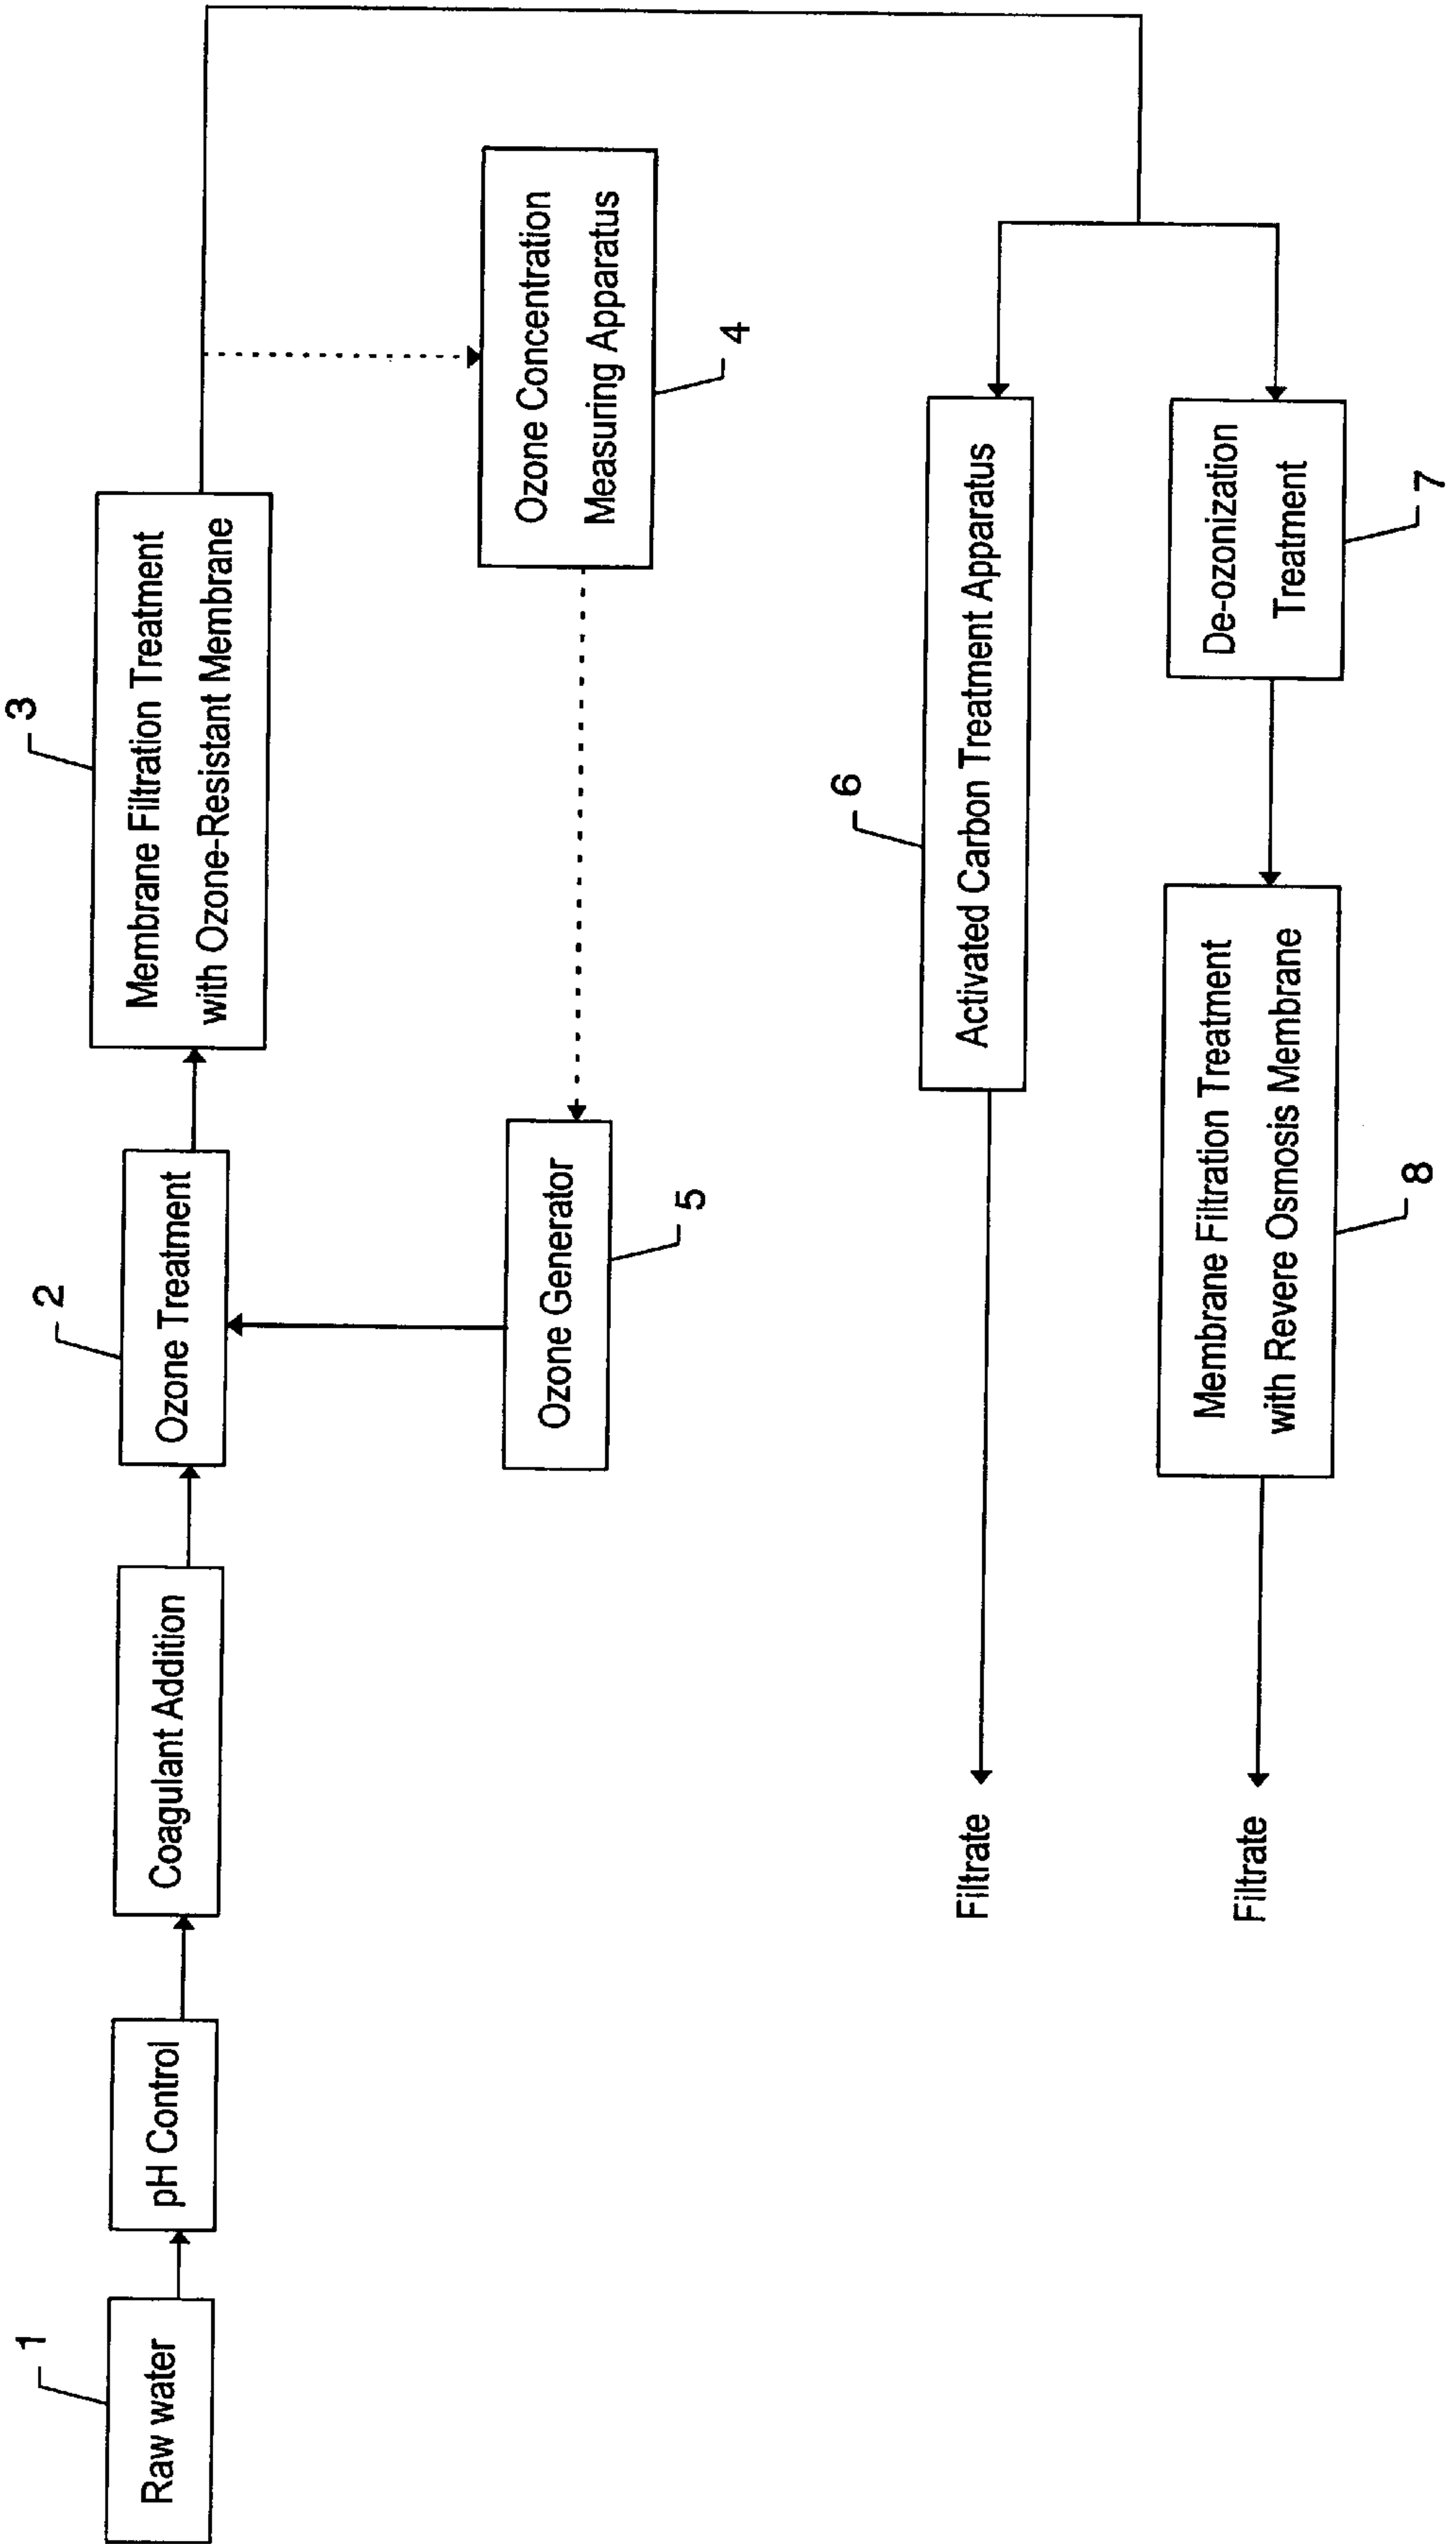 1
Raw water
pH Control
Coagulant Addition
2
Ozone Treatment
3
Membrane Filtration Treatment
with Ozone-Resistant Membrane
Ozone Concentration
Measuring Apparatus
4
Ozone Generator
5
6
Activated Carbon Treatment Apparatus
Filtrate
De-ozonization
Treatment
7
Membrane Filtration Treatment
with Revere Osmosis Membrane
8
Filtrate